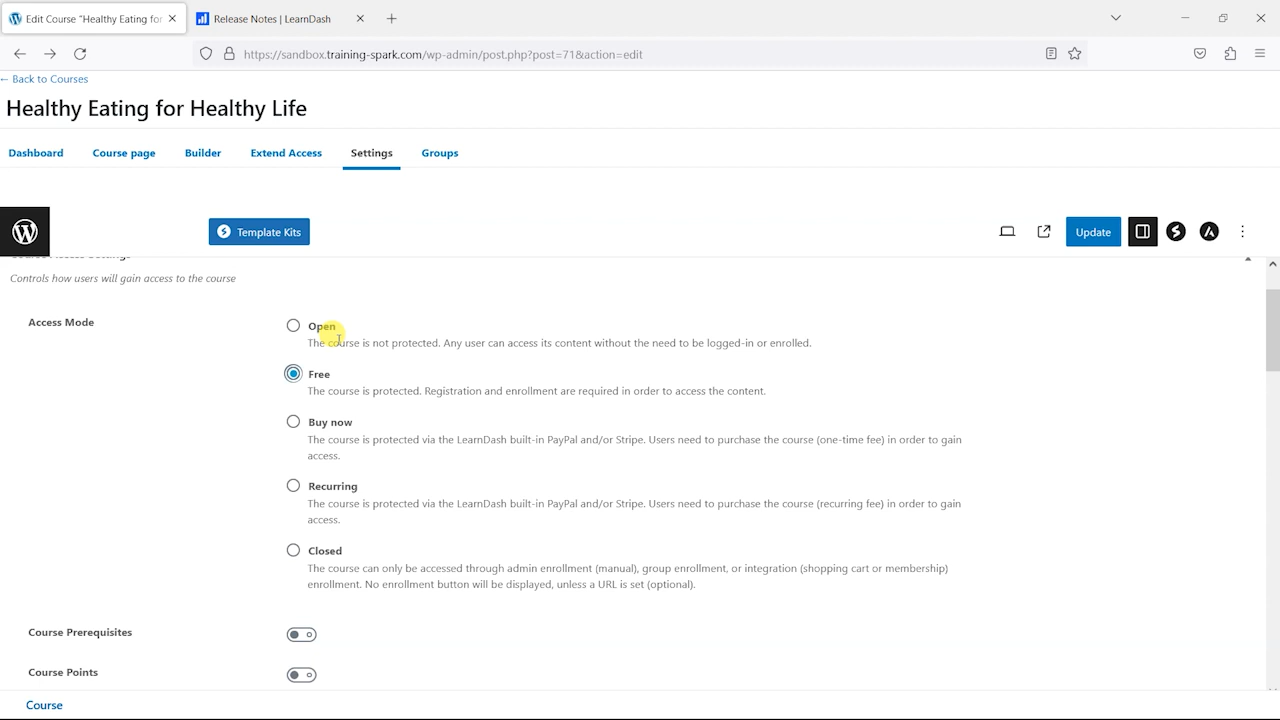 Edit Course "Healthy Eating for
Release Notes | LearnDash
https://sandbox.training-spark.com/wp-admin/post.php?post=71&action=edit
← Back to Courses
Healthy Eating for Healthy Life
Dashboard
Course page
Builder
Extend Access
Settings
Groups
Template Kits
Update
Course Access Settings
Controls how users will gain access to the course
Access Mode
Open
The course is not protected. Any user can access its content without the need to be logged-in or enrolled.
Free
The course is protected. Registration and enrollment are required in order to access the content.
Buy now
The course is protected via the LearnDash built-in PayPal and/or Stripe. Users need to purchase the course (one-time fee) in order to gain
access.
Recurring
The course is protected via the LearnDash built-in PayPal and/or Stripe. Users need to purchase the course (recurring fee) in order to gain
access.
Closed
The course can only be accessed through admin enrollment (manual), group enrollment, or integration (shopping cart or membership)
enrollment. No enrollment button will be displayed, unless a URL is set (optional).
Course Prerequisites
Course Points
Course